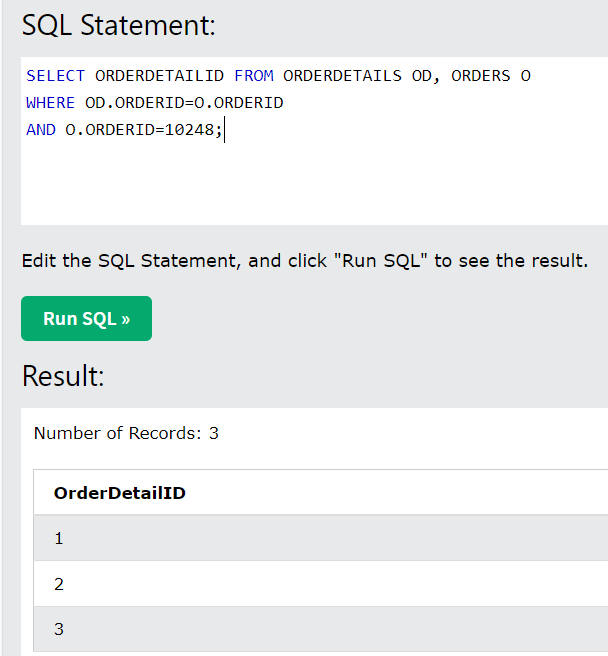 SQL Statement:
SELECT ORDERDETAILID FROM ORDERDETAILS OD, ORDERS O
WHERE OD.ORDERID=O.ORDERID
AND O.ORDERID=10248;
Edit the SQL Statement, and click "Run SQL" to see the result.
Run SQL »
Result:
Number of Records: 3
OrderDetailID
1
2
3